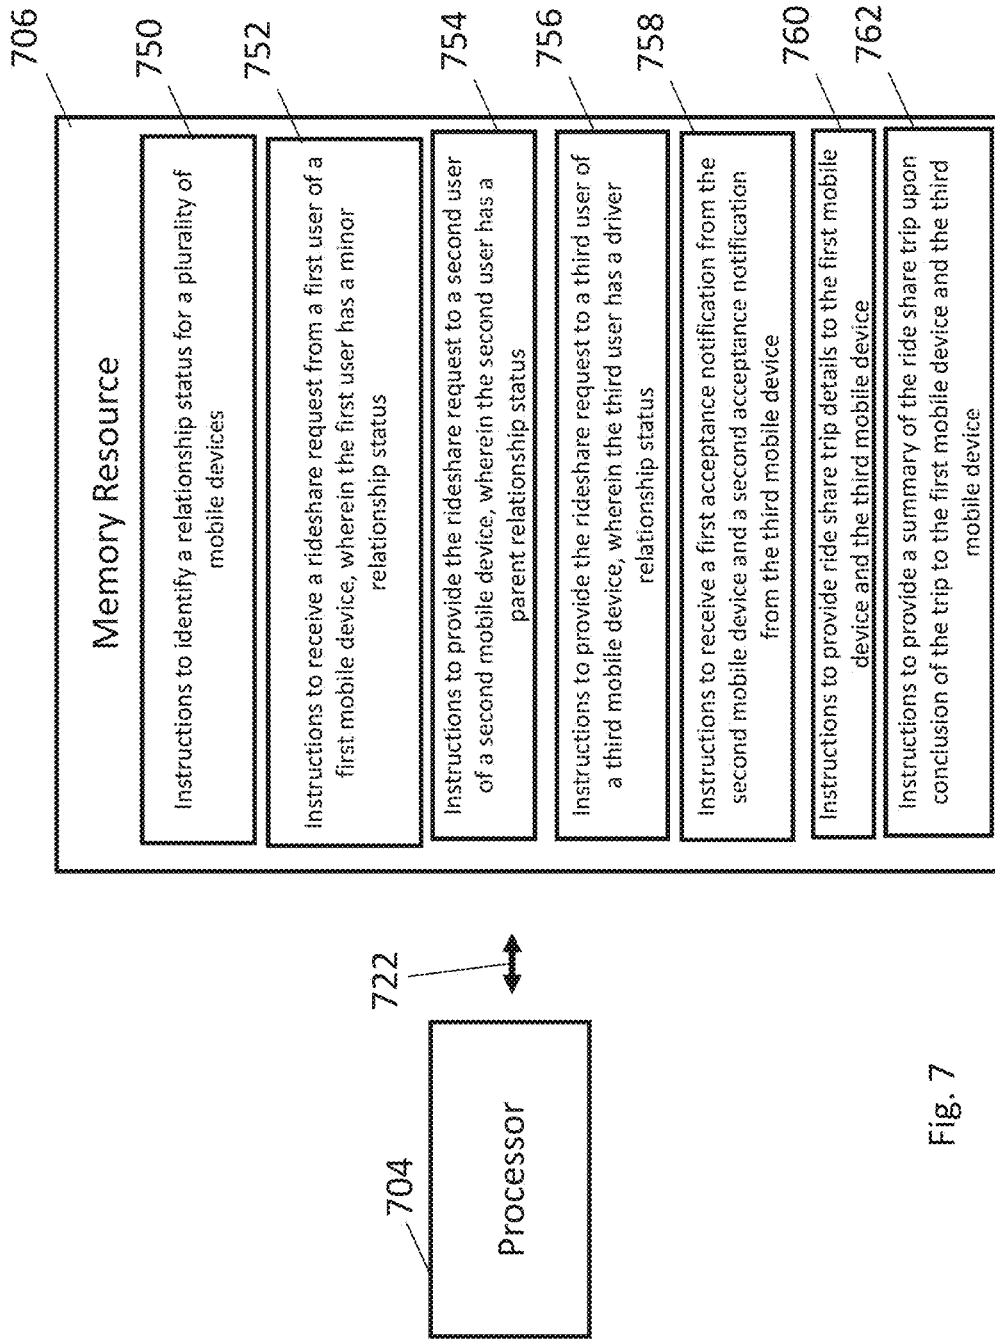 706
Memory Resource
750
Instructions to identify a relationship status for a plurality of
mobile devices
752
Instructions to receive a rideshare request from a first user of a
first mobile device, wherein the first user has a minor
relationship status
754
Instructions to provide the rideshare request to a second user
of a second mobile device, wherein the second user has a
parent relationship status
756
Instructions to provide the rideshare request to a third user of
a third mobile device, wherein the third user has a driver
relationship status
758
Instructions to receive a first acceptance notification from the
second mobile device and a second acceptance notification
from the third mobile device
760
Instructions to provide ride share trip details to the first mobile
device and the third mobile device
762
Instructions to provide a summary of the ride share trip upon
conclusion of the trip to the first mobile device and the third
mobile device
722
704
Processor
Fig. 7